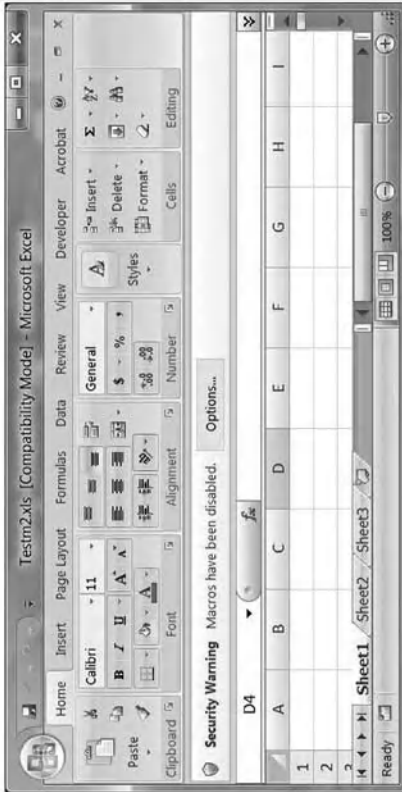 Testm2.xls [Compatibility Mode] - Microsoft Excel
Home Insert Page Layout Formulas Data Review View Developer Acrobat
Paste
Calibri 11
B I U A A
A
General
$ % ,
.00 .0
Styles
A
Insert
Delete
Format
Σ
Clipboard Font Alignment Number Cells Editing
Security Warning Macros have been disabled. Options...
D4 fx
A B C D E F G H I
1
2
3
Sheet1 Sheet2 Sheet3
Ready 100%